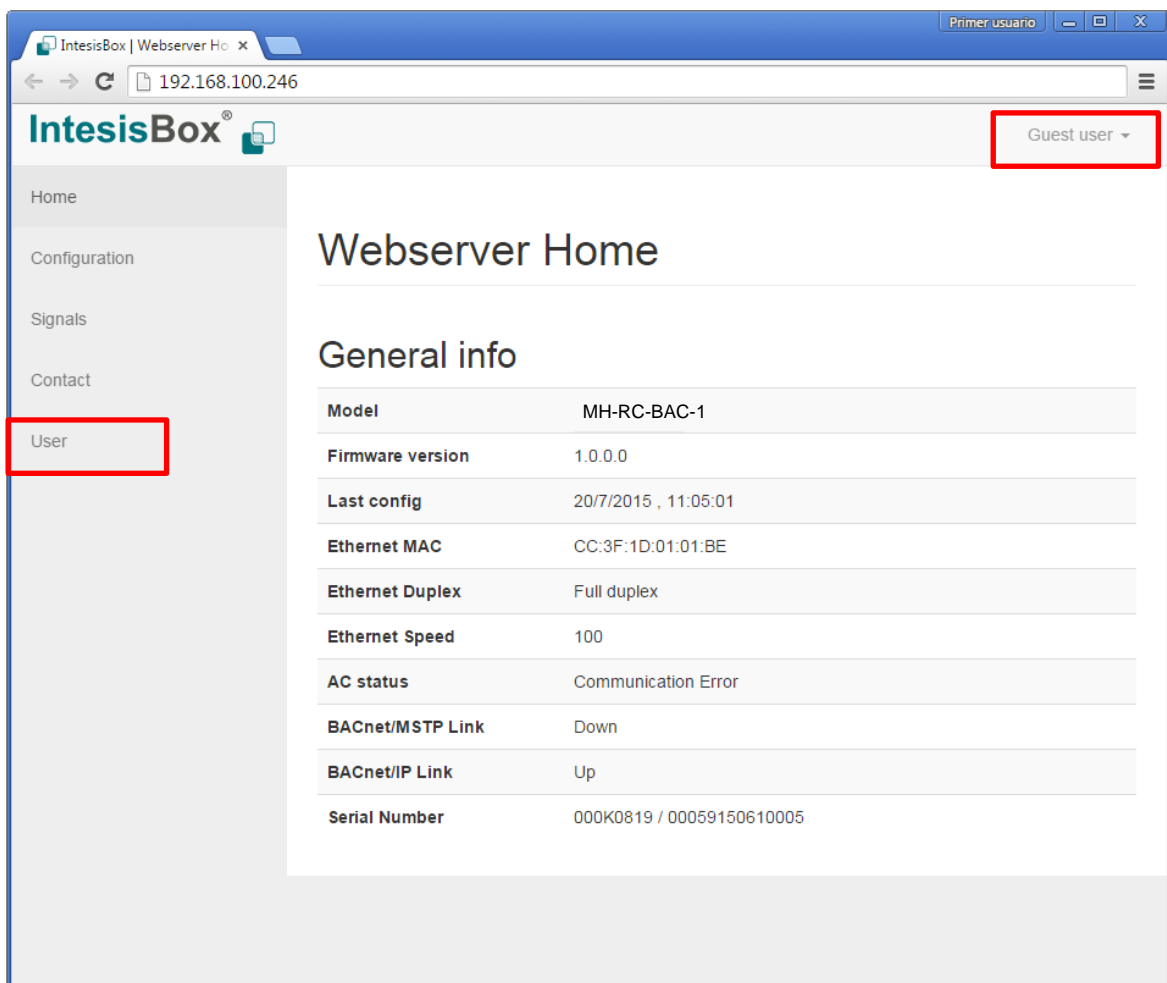 Primer usuario
IntesisBox | Webserver Ho
192.168.100.246
IntesisBox®
Guest user
Home
Configuration
Signals
Contact
User
Webserver Home
General info
Model MH-RC-BAC-1
Firmware version 1.0.0.0
Last config 20/7/2015 , 11:05:01
Ethernet MAC CC:3F:1D:01:01:BE
Ethernet Duplex Full duplex
Ethernet Speed 100
AC status Communication Error
BACnet/MSTP Link Down
BACnet/IP Link Up
Serial Number 000K0819 / 00059150610005